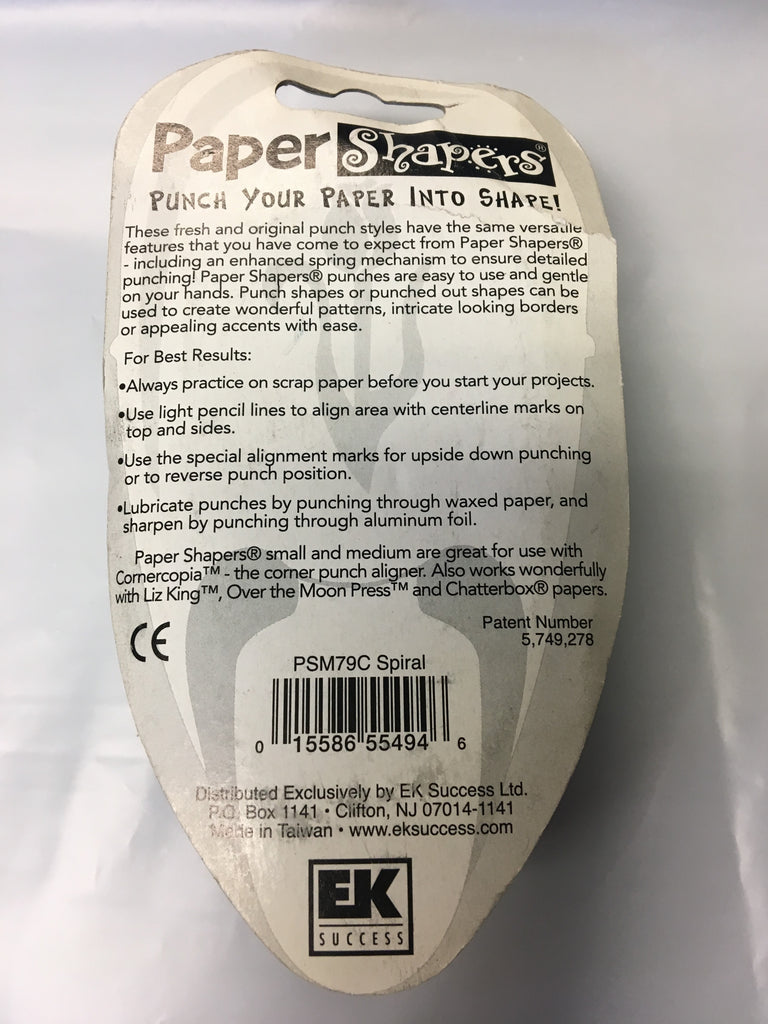 Paper Shapers®
PUNCH YOUR PAPER INTO SHAPE!
These fresh and original punch styles have the same versatile
features that you have come to expect from Paper Shapers®
- including an enhanced spring mechanism to ensure detailed
punching! Paper Shapers® punches are easy to use and gentle
on your hands. Punch shapes or punched out shapes can be
used to create wonderful patterns, intricate looking borders
or appealing accents with ease.
For Best Results:
•Always practice on scrap paper before you start your projects.
•Use light pencil lines to align area with centerline marks on
top and sides.
•Use the special alignment marks for upside down punching
or to reverse punch position.
•Lubricate punches by punching through waxed paper, and
sharpen by punching through aluminum foil.
Paper Shapers® small and medium are great for use with
Cornercopia™ - the corner punch aligner. Also works wonderfully
with Liz King™, Over the Moon Press™ and Chatterbox® papers.
CE
Patent Number
5,749,278
PSM79C Spiral
0 15586 55494 6
Distributed Exclusively by EK Success Ltd.
P.O. Box 1141 • Clifton, NJ 07014-1141
Made in Taiwan • www.eksuccess.com
EK
SUCCESS